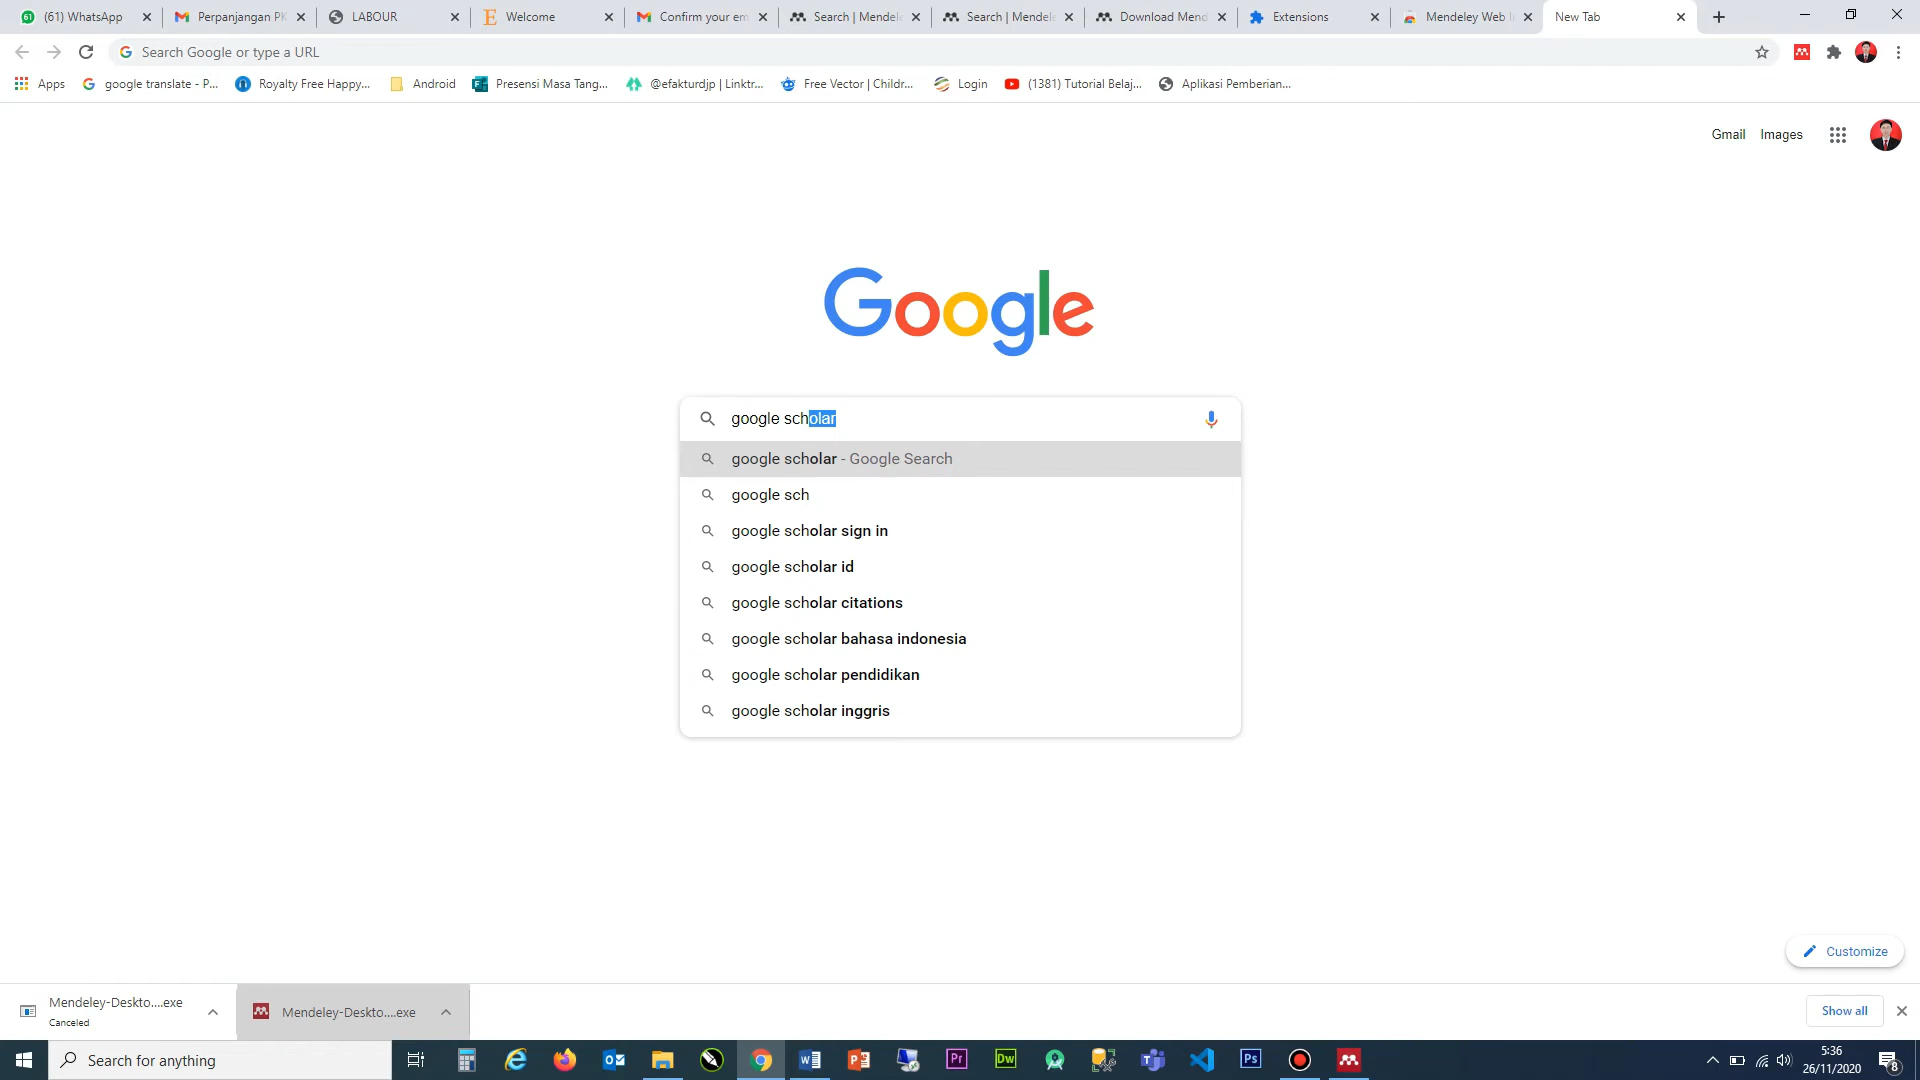 (61) WhatsApp
Perpanjangan PK
LABOUR
Welcome
Confirm your em
Search | Mendele
Search | Mendele
Download Mend
Extensions
Mendeley Web I
New Tab
Search Google or type a URL
Apps
google translate - P...
Royalty Free Happy...
Android
Presensi Masa Tang...
@efakturdjp | Linktr...
Free Vector | Childr...
Login
(1381) Tutorial Belaj...
Aplikasi Pemberian...
Gmail
Images
Google
google scholar
google scholar - Google Search
google sch
google scholar sign in
google scholar id
google scholar citations
google scholar bahasa indonesia
google scholar pendidikan
google scholar inggris
Customize
Mendeley-Deskto....exe
Canceled
Mendeley-Deskto....exe
Show all
Search for anything
5:36
26/11/2020
8